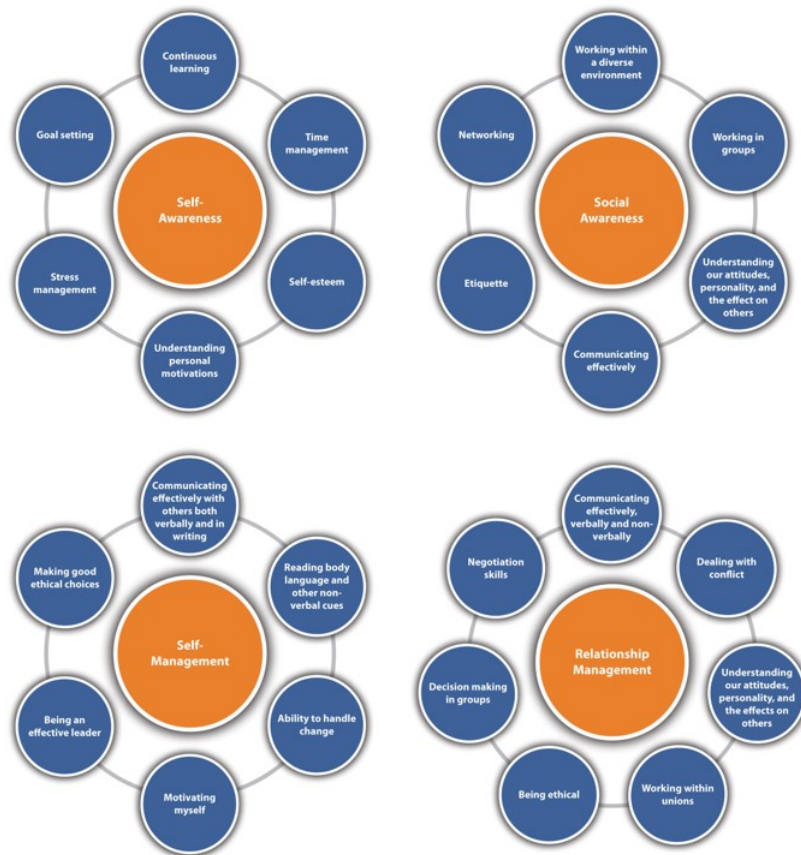 Continuous
learning
Time
management
Self-esteem
Understanding
personal
motivations
Stress
management
Goal setting
Self-
Awareness
Working within
a diverse
environment
Working in
groups
Understanding
our attitudes,
personality, and
the effect on
others
Communicating
effectively
Etiquette
Networking
Social
Awareness
Communicating
effectively with
others both
verbally and in
writing
Reading body
language and
other non-
verbal cues
Ability to handle
change
Motivating
myself
Being an
effective leader
Making good
ethical choices
Self-
Management
Communicating
effectively,
verbally and non-
verbally
Dealing with
conflict
Understanding
our attitudes,
personality, and
the effects on
others
Working within
unions
Being ethical
Decision making
in groups
Negotiation
skills
Relationship
Management